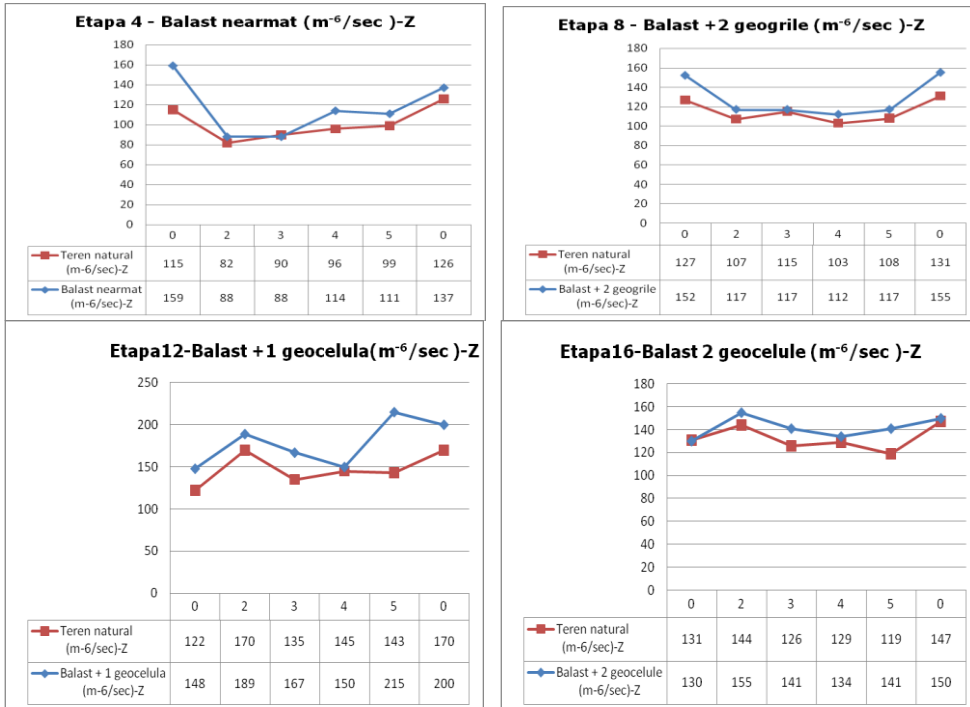 Etapa 4 - Balast nearmat (m⁻⁶/sec)-Z
180
160
140
120
100
80
60
40
20
0
0 2 3 4 5 0
Teren natural
(m-6/sec)-Z
115 82 90 96 99 126
Balast nearmat
(m-6/sec)-Z
159 88 88 114 111 137
Etapa 8 - Balast +2 geogrile (m⁻⁶/sec)-Z
180
160
140
120
100
80
60
40
20
0
0 2 3 4 5 0
Teren natural
(m-6/sec)-Z
127 107 115 103 108 131
Balast + 2 geogrile
(m-6/sec)-Z
152 117 117 112 117 155
Etapa12-Balast +1 geocelula(m⁻⁶/sec )-Z
250
200
150
100
50
0
0 2 3 4 5 0
Teren natural
(m-6/sec)-Z
122 170 135 145 143 170
Balast + 1 geocelula
(m-6/sec)-Z
148 189 167 150 215 200
Etapa16-Balast 2 geocelule (m⁻⁶/sec )-Z
180
160
140
120
100
80
60
40
20
0
0 2 3 4 5 0
Teren natural
(m-6/sec)-Z
131 144 126 129 119 147
Balast + 2 geocelule
(m-6/sec)-Z
130 155 141 134 141 150